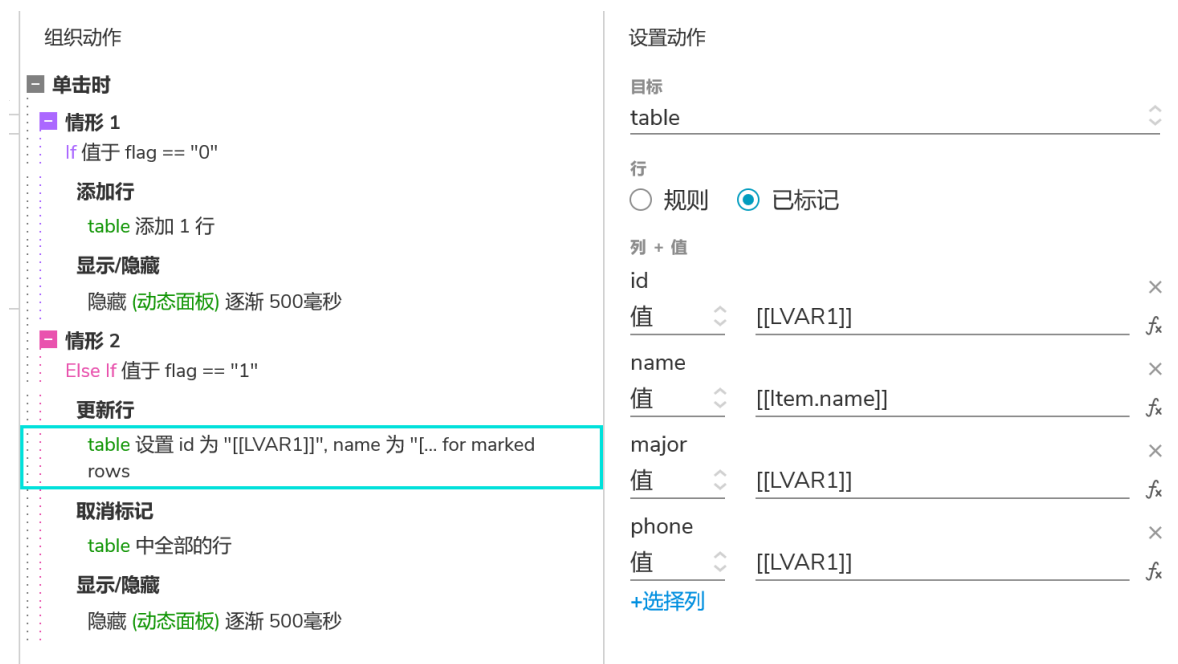 组织动作
单击时
情形 1
If 值于 flag == "0"
添加行
table 添加 1 行
显示/隐藏
隐藏 (动态面板) 逐渐 500毫秒
情形 2
Else If 值于 flag == "1"
更新行
table 设置 id 为 "[[LVAR1]]", name 为 "[... for marked
rows
取消标记
table 中全部的行
显示/隐藏
隐藏 (动态面板) 逐渐 500毫秒
设置动作
目标
table
行
规则 已标记
列 + 值
id
值 [[LVAR1]] fx
name
值 [[Item.name]] fx
major
值 [[LVAR1]] fx
phone
值 [[LVAR1]] fx
+选择列